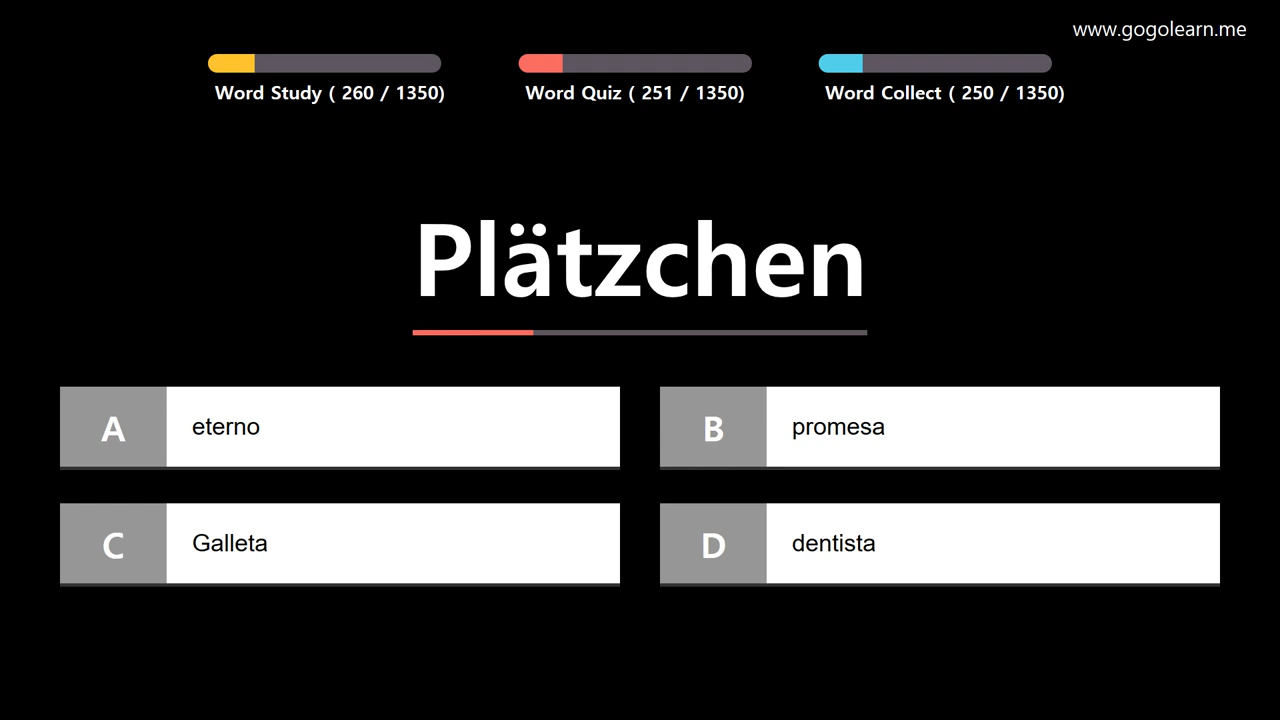 www.gogolearn.me
Word Study ( 260 / 1350)
Word Quiz ( 251 / 1350)
Word Collect ( 250 / 1350)
Plätzchen
A eterno
B promesa
C Galleta
D dentista